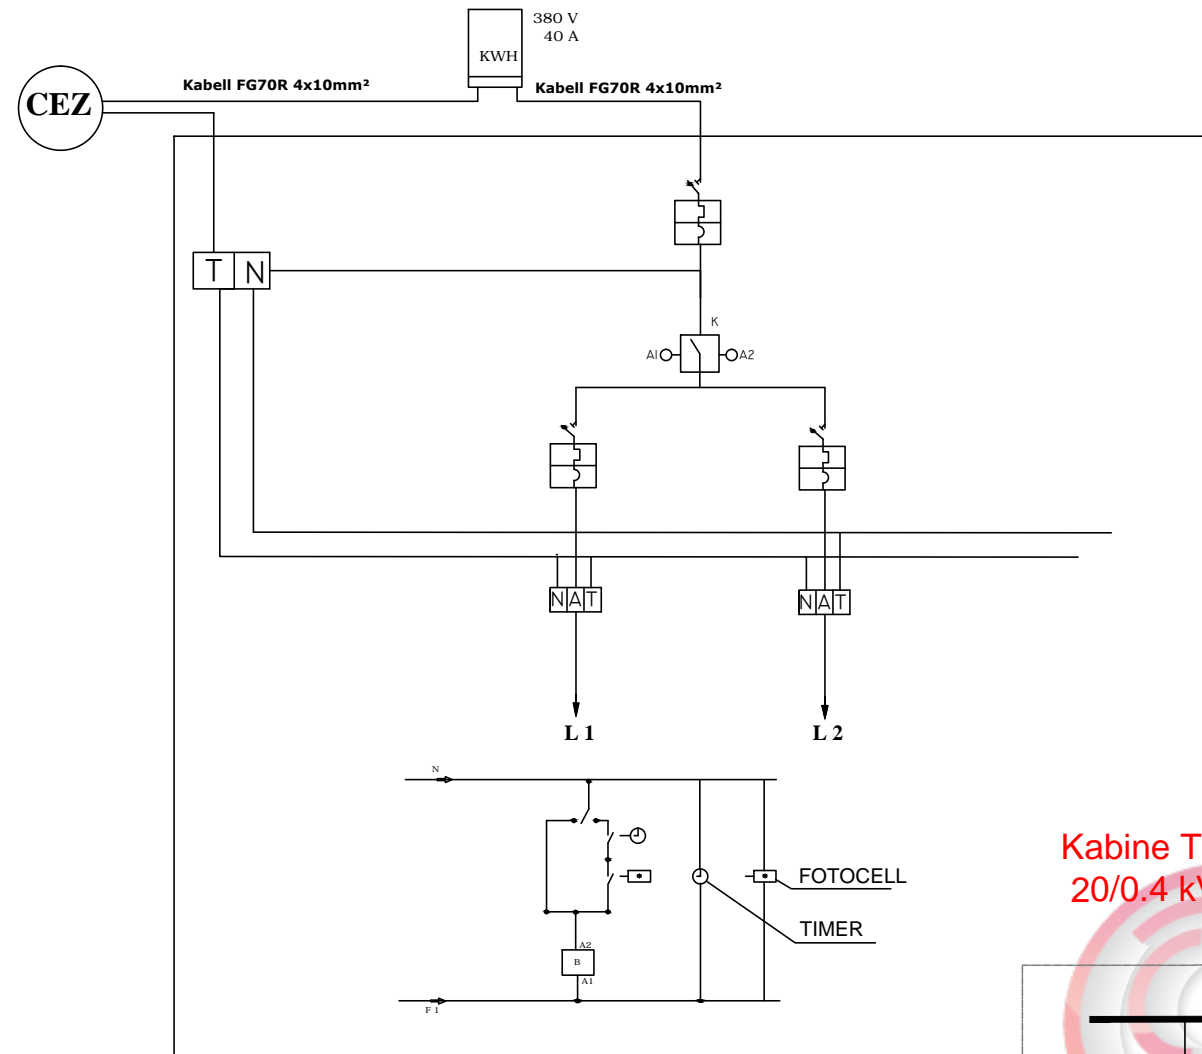 380 V
40 A
KWH
Kabell FG70R 4x10mm²
Kabell FG70R 4x10mm²
CEZ
T N
K
A1
A2
N A T
N A T
L 1
L 2
N
FOTOCELL
TIMER
A2
B
A1
F 1
Kabine T
20/0.4 k